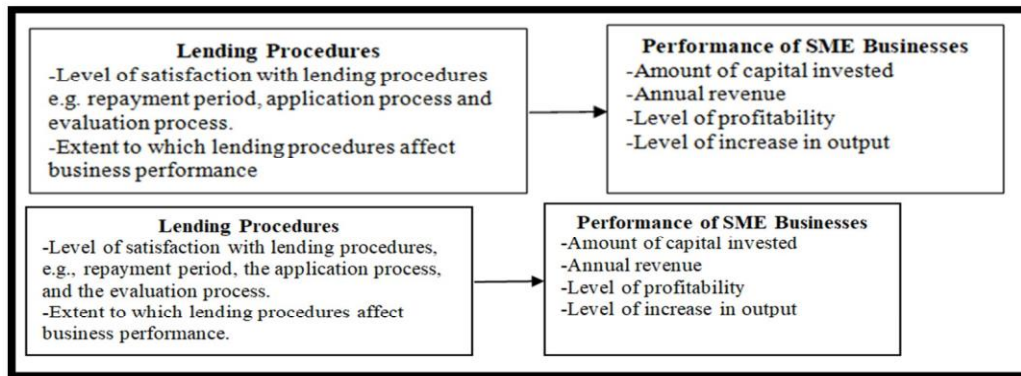 Lending Procedures
-Level of satisfaction with lending procedures
e.g. repayment period, application process and
evaluation process.
-Extent to which lending procedures affect
business performance
Performance of SME Businesses
-Amount of capital invested
-Annual revenue
-Level of profitability
-Level of increase in output
Lending Procedures
-Level of satisfaction with lending procedures,
e.g., repayment period, the application process,
and the evaluation process.
-Extent to which lending procedures affect
business performance.
Performance of SME Businesses
-Amount of capital invested
-Annual revenue
-Level of profitability
-Level of increase in output